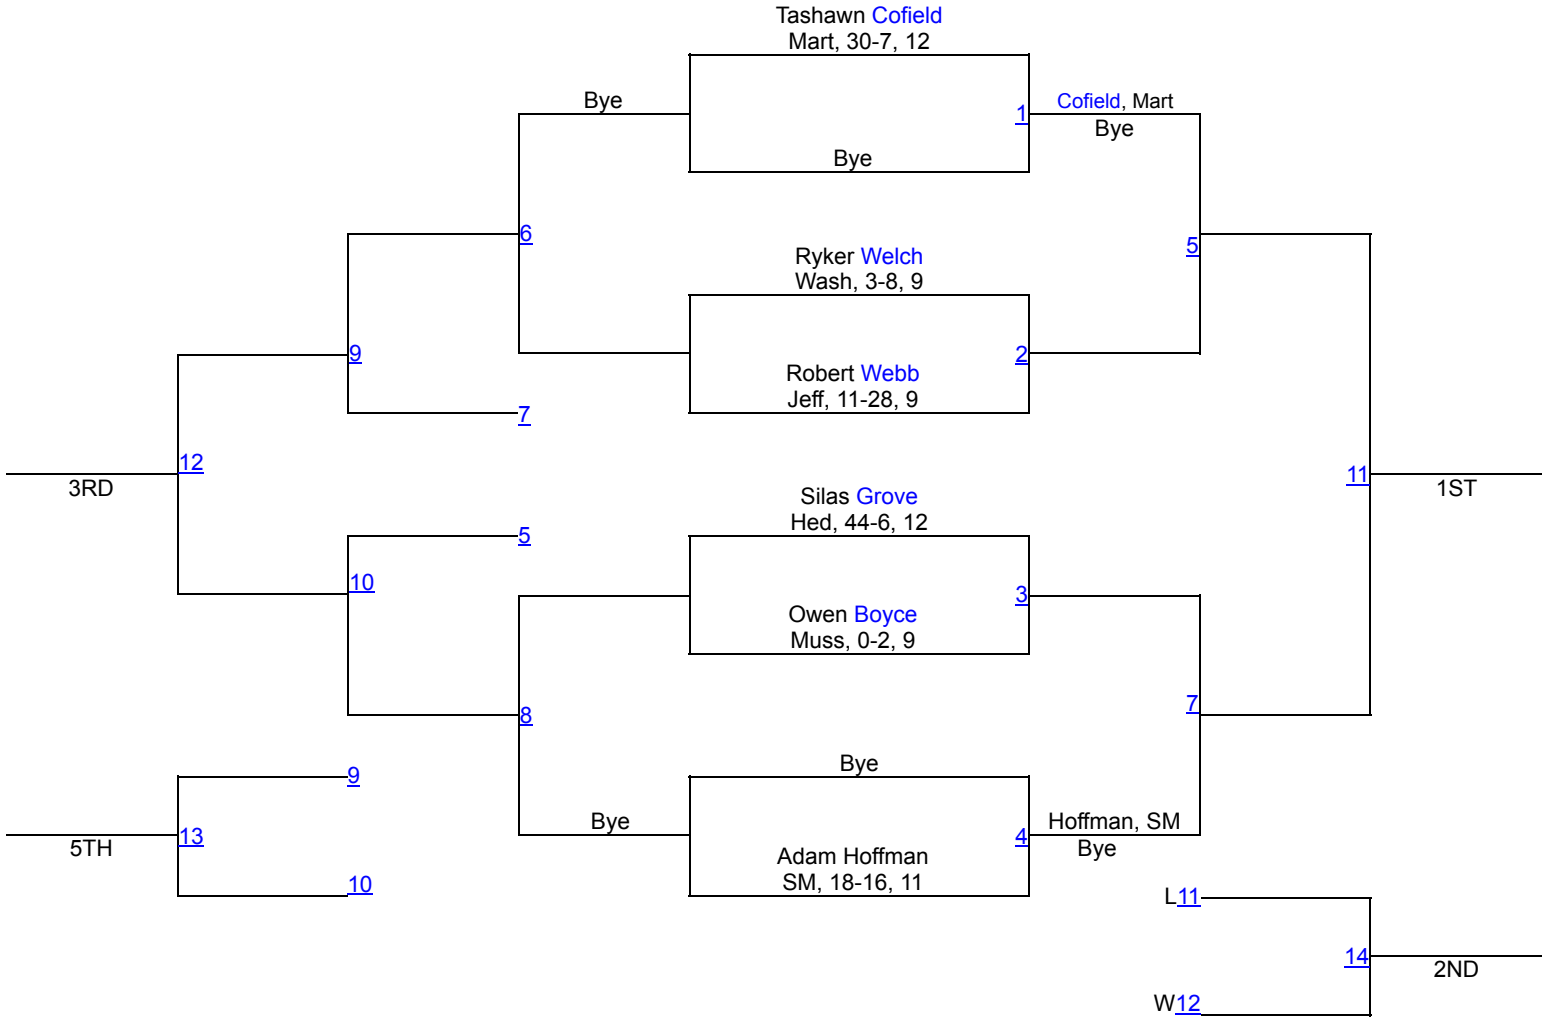 Tashawn Cofield
Mart, 30-7, 12
Bye
1
Cofield, Mart
Bye
Bye
6
5
Ryker Welch
Wash, 3-8, 9
9
2
Robert Webb
Jeff, 11-28, 9
7
12
3RD
11
1ST
Silas Grove
Hed, 44-6, 12
5
10
3
Owen Boyce
Muss, 0-2, 9
8
7
Bye
9
Bye
Hoffman, SM
13
4
5TH
Bye
Adam Hoffman
SM, 18-16, 11
10
L11
14
2ND
W12